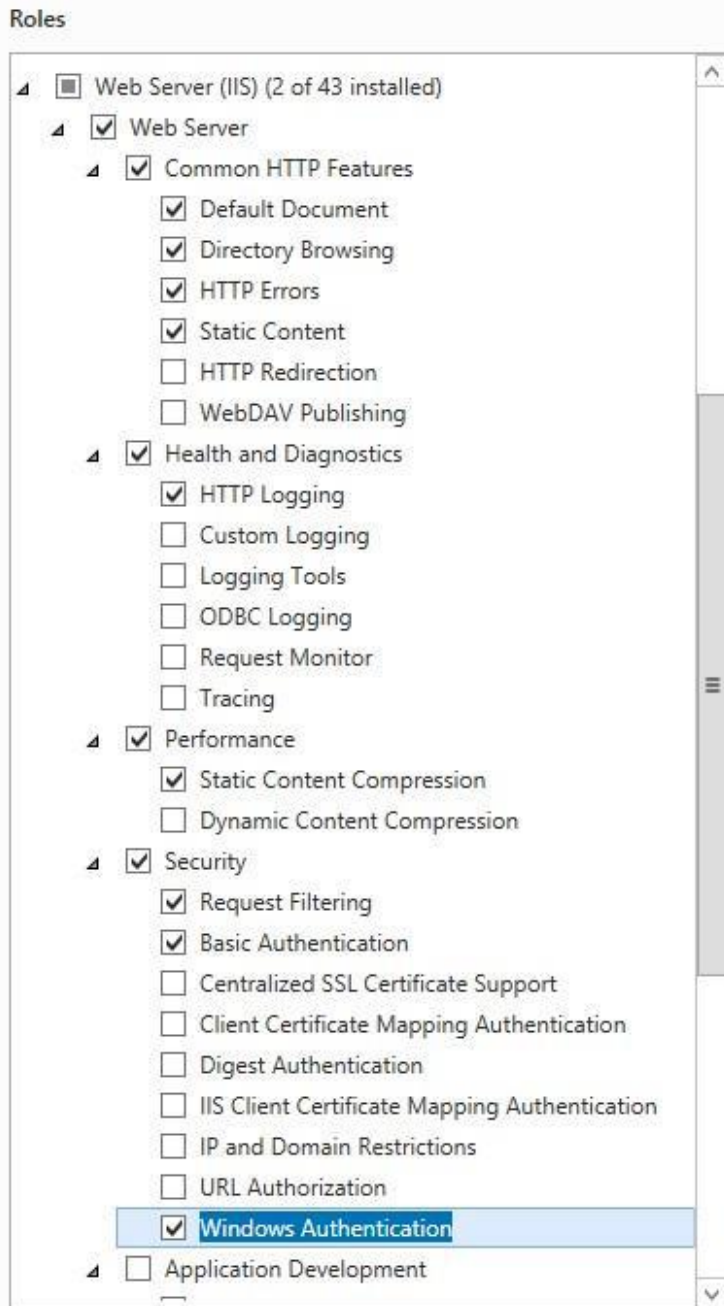 Roles
Web Server (IIS) (2 of 43 installed)
Web Server
Common HTTP Features
Default Document
Directory Browsing
HTTP Errors
Static Content
HTTP Redirection
WebDAV Publishing
Health and Diagnostics
HTTP Logging
Custom Logging
Logging Tools
ODBC Logging
Request Monitor
Tracing
Performance
Static Content Compression
Dynamic Content Compression
Security
Request Filtering
Basic Authentication
Centralized SSL Certificate Support
Client Certificate Mapping Authentication
Digest Authentication
IIS Client Certificate Mapping Authentication
IP and Domain Restrictions
URL Authorization
Windows Authentication
Application Development